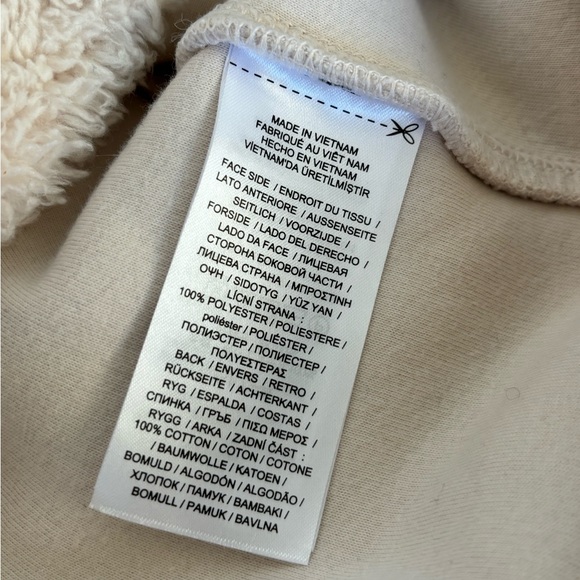 MADE IN VIETNAM
FABRIQUÉ AU VIÊT NAM
HECHO EN VIETNAM
VIETNAM'DA ÜRETİLMİŞTİR
FACE SIDE / ENDROIT DU TISSU /
LATO ANTERIORE / AUSSENSEITE
SEITLICH / VOORZIJDE /
FORSIDE / LADO DEL DERECHO /
LADO DA FACE / ЛИЦЕВАЯ
СТОРОНА БОКОВОЙ ЧАСТИ /
ЛИЦЕВА СТРАНА / ΜΠΡΟΣΤΙΝΗ
ΟΨΗ / SIDOTYG / YÜZ YAN /
LÍCNÍ STRANA :
100% POLYESTER / POLIESTERE /
poliéster / POLIÉSTER /
ПОЛИЭСТЕР / ПОЛИЕСТЕР /
ΠΟΛΥΕΣΤΕΡΑΣ
BACK / ENVERS / RETRO /
RÜCKSEITE / ACHTERKANT /
RYG / ESPALDA / COSTAS /
СПИНКА / ГРЪБ / ΠΙΣΩ ΜΕΡΟΣ /
RYGG / ARKA / ZADNÍ ČÁST :
100% COTTON / COTON / COTONE
/ BAUMWOLLE / KATOEN /
BOMULD / ALGODÓN / ALGODÃO /
ХЛОПОК / ПАМУК / ΒΑΜΒΑΚΙ /
BOMULL / PAMUK / BAVLNA